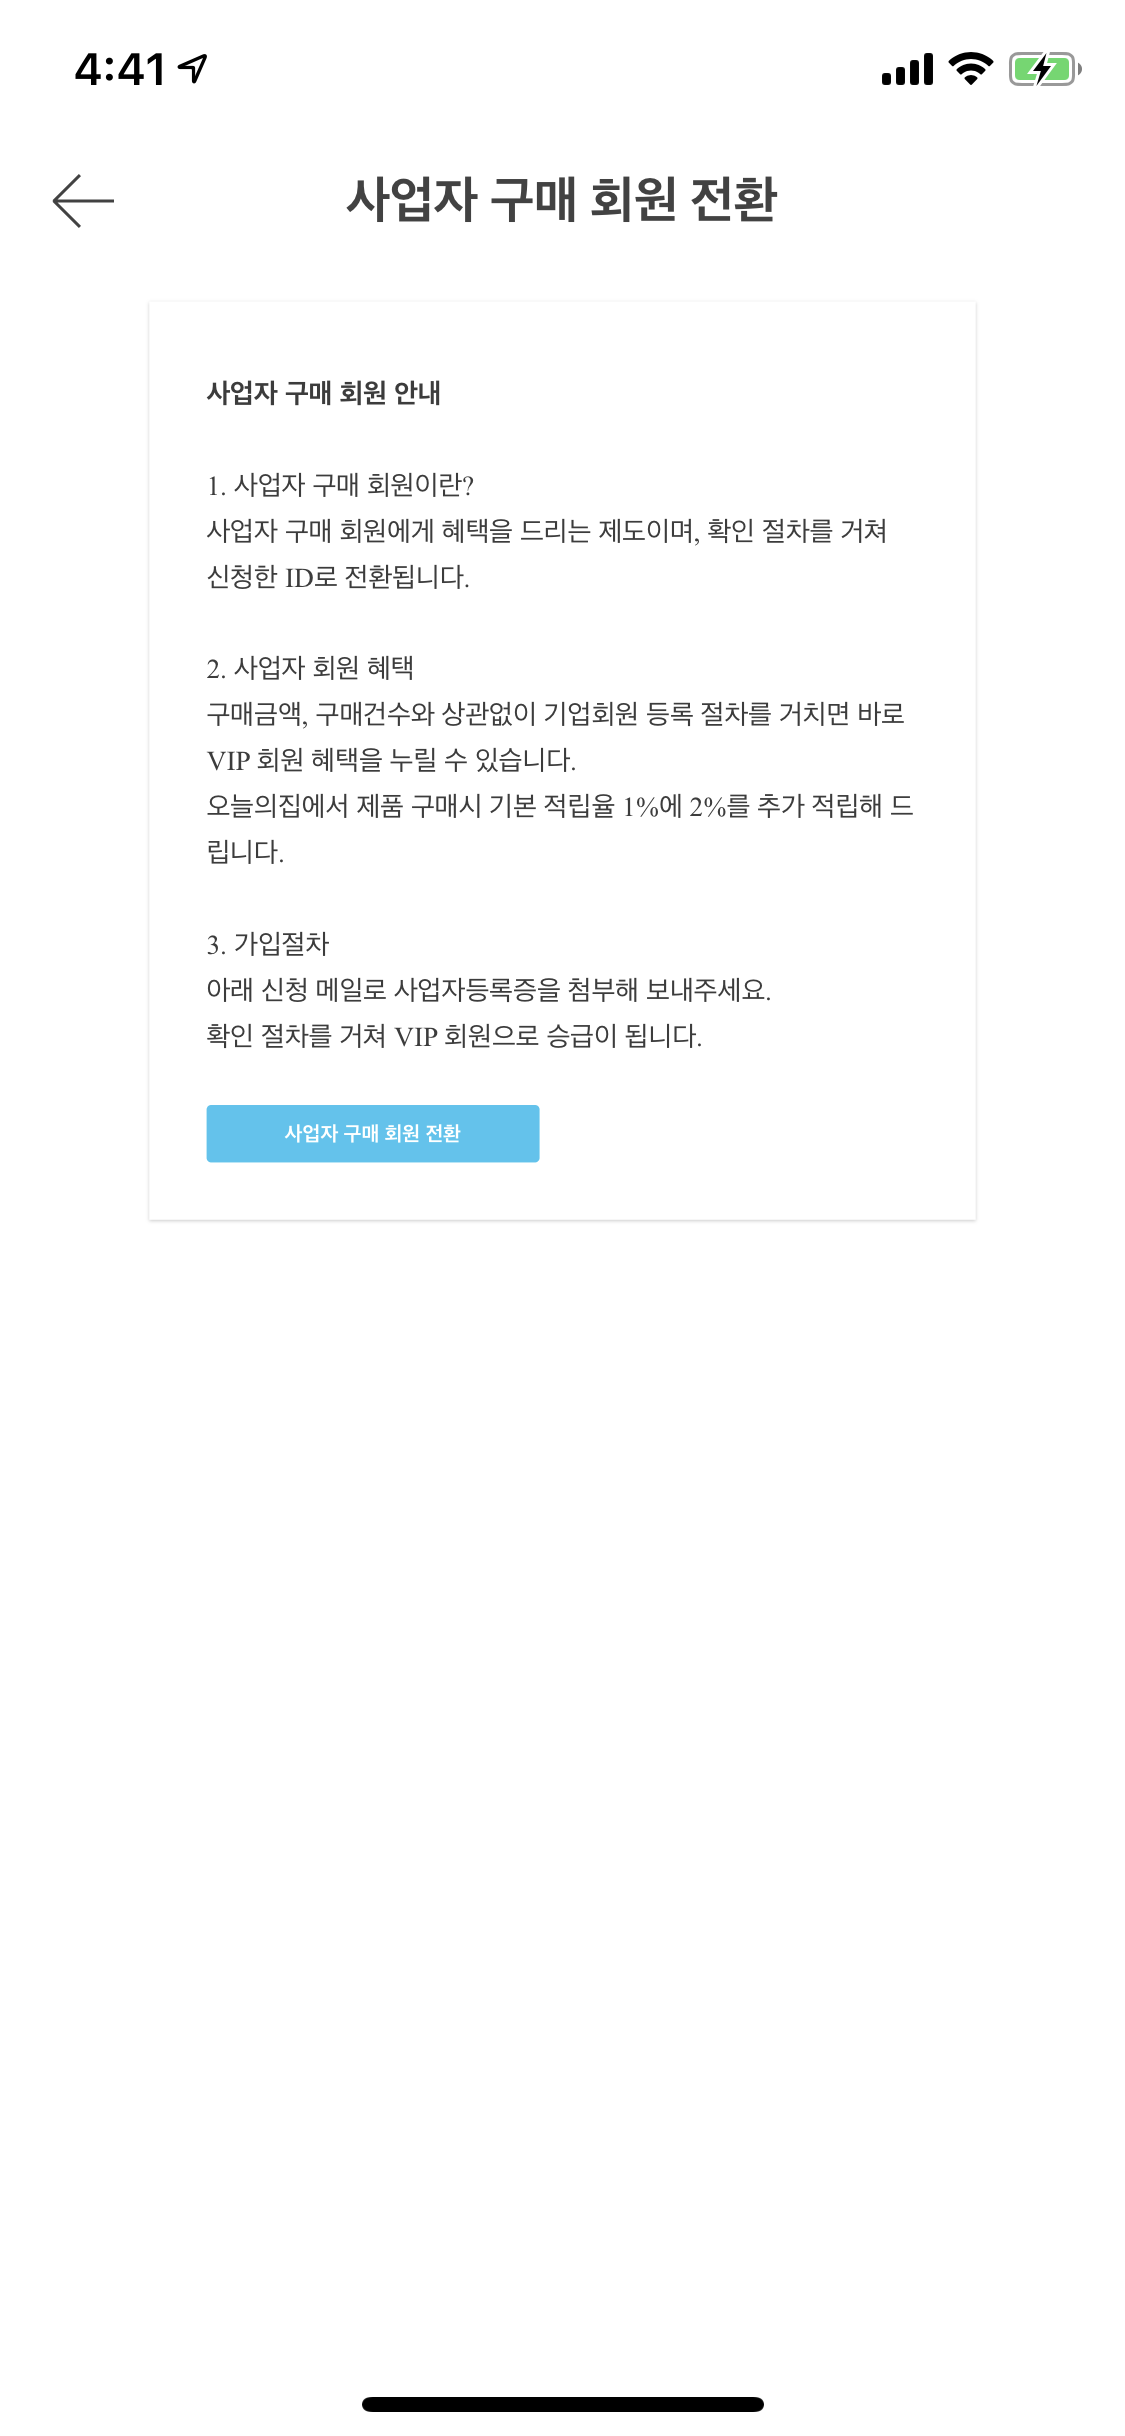 4:41
사업자 구매 회원 전환
사업자 구매 회원 안내
1. 사업자 구매 회원이란?
사업자 구매 회원에게 혜택을 드리는 제도이며, 확인 절차를 거쳐
신청한 ID로 전환됩니다.
2. 사업자 회원 혜택
구매금액, 구매건수와 상관없이 기업회원 등록 절차를 거치면 바로
VIP 회원 혜택을 누릴 수 있습니다.
오늘의집에서 제품 구매시 기본 적립율 1%에 2%를 추가 적립해 드
립니다.
3. 가입절차
아래 신청 메일로 사업자등록증을 첨부해 보내주세요.
확인 절차를 거쳐 VIP 회원으로 승급이 됩니다.
사업자 구매 회원 전환